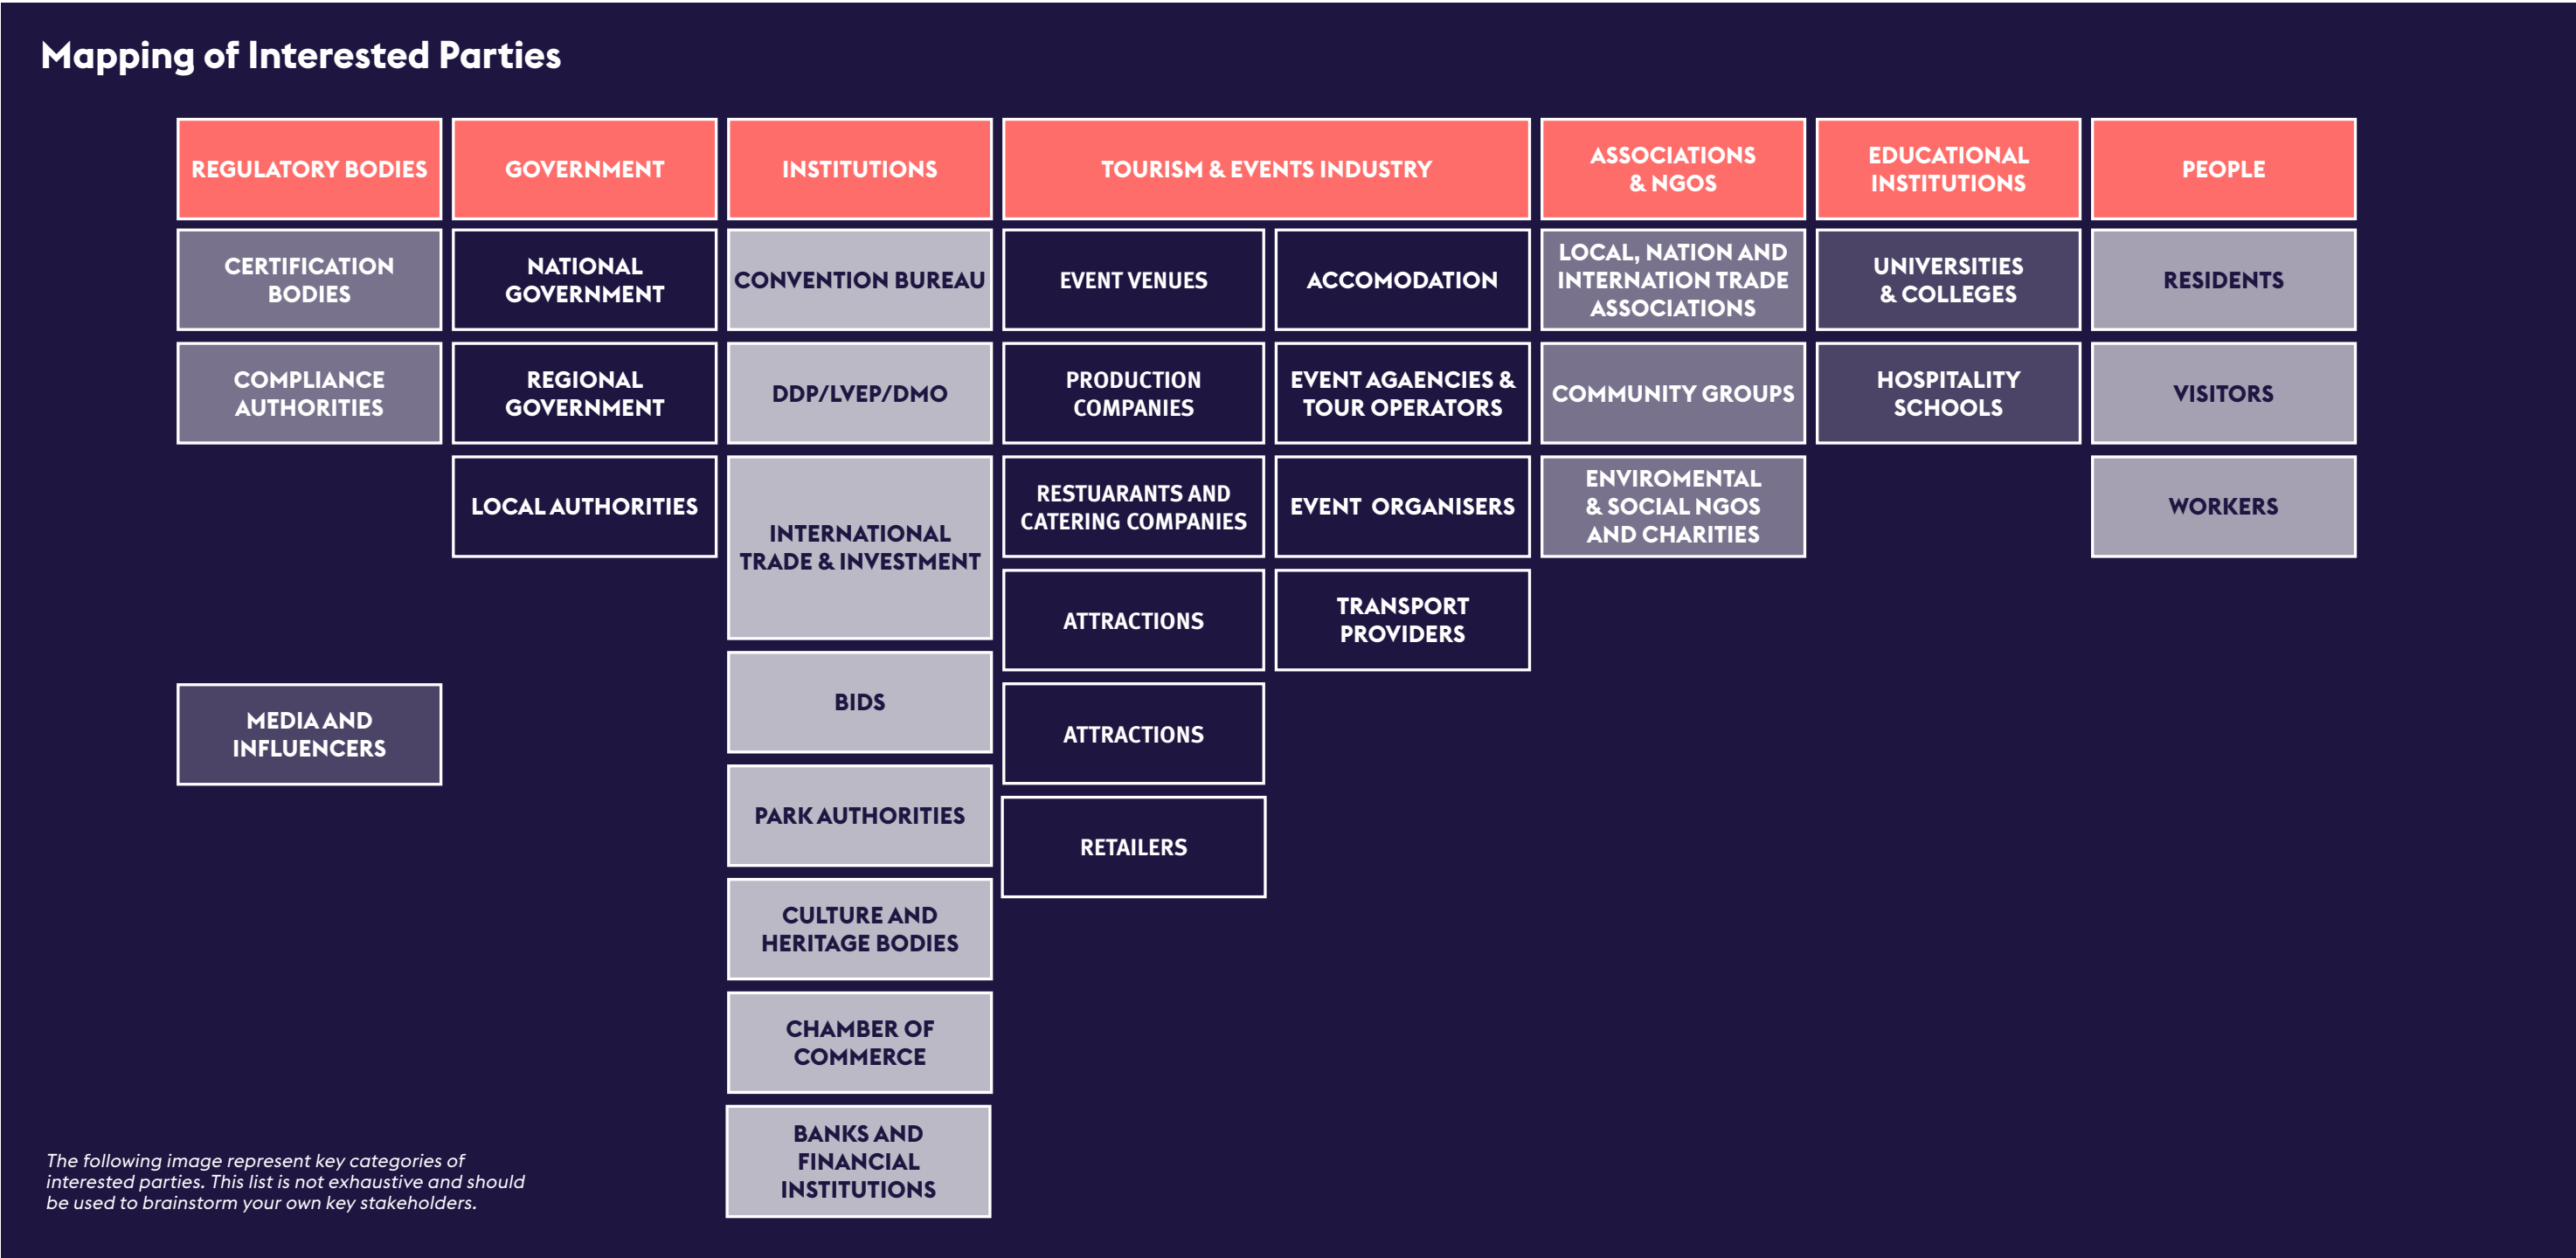 Mapping of Interested Parties
REGULATORY BODIES
CERTIFICATION
BODIES
COMPLIANCE
AUTHORITIES
MEDIA AND
INFLUENCERS
GOVERNMENT
NATIONAL
GOVERNMENT
REGIONAL
GOVERNMENT
LOCAL AUTHORITIES
INSTITUTIONS
CONVENTION BUREAU
DDP/LVEP/DMO
INTERNATIONAL
TRADE & INVESTMENT
BIDS
PARK AUTHORITIES
CULTURE AND
HERITAGE BODIES
CHAMBER OF
COMMERCE
BANKS AND
FINANCIAL
INSTITUTIONS
TOURISM & EVENTS INDUSTRY
EVENT VENUES
PRODUCTION
COMPANIES
RESTUARANTS AND
CATERING COMPANIES
ATTRACTIONS
ATTRACTIONS
RETAILERS
ACCOMODATION
EVENT AGAENCIES &
TOUR OPERATORS
EVENT ORGANISERS
TRANSPORT
PROVIDERS
ASSOCIATIONS
& NGOS
LOCAL, NATION AND
INTERNATION TRADE
ASSOCIATIONS
COMMUNITY GROUPS
ENVIROMENTAL
& SOCIAL NGOS
AND CHARITIES
EDUCATIONAL
INSTITUTIONS
UNIVERSITIES
& COLLEGES
HOSPITALITY
SCHOOLS
PEOPLE
RESIDENTS
VISITORS
WORKERS
The following image represent key categories of
interested parties. This list is not exhaustive and should
be used to brainstorm your own key stakeholders.